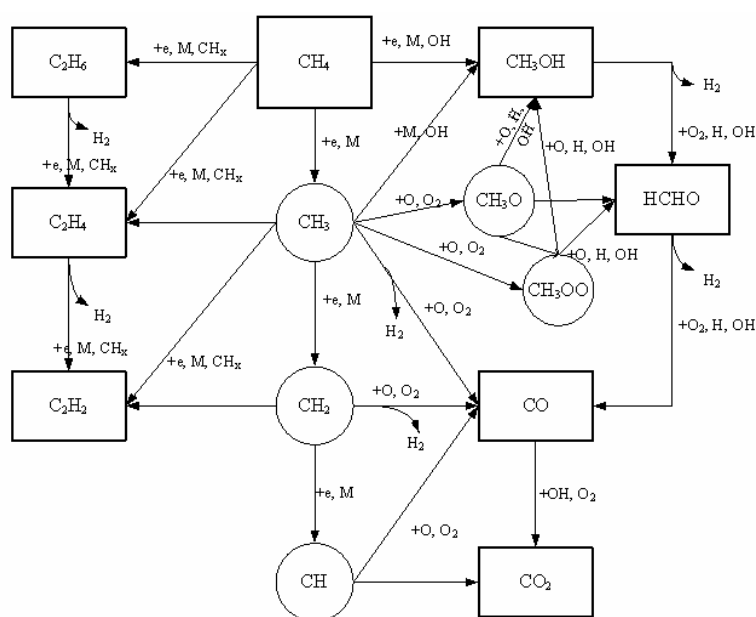 C₂H₆
+e, M, CHₓ
CH₄
+e, M, OH
CH₃OH
H₂
H₂
+e, M
+M, OH
+O, H, OH
+O, H, OH
+O₂, H, OH
+e, M, CHₓ
+e, M, CHₓ
C₂H₄
CH₃
+O, O₂
CH₃O
HCHO
+O, O₂
+O, H, OH
H₂
CH₃OO
H₂
+e, M
H₂
+O, O₂
+O₂, H, OH
+e, M, CHₓ
+e, M, CHₓ
C₂H₂
CH₂
+O, O₂
H₂
CO
+e, M
+OH, O₂
+O, O₂
CH
CO₂